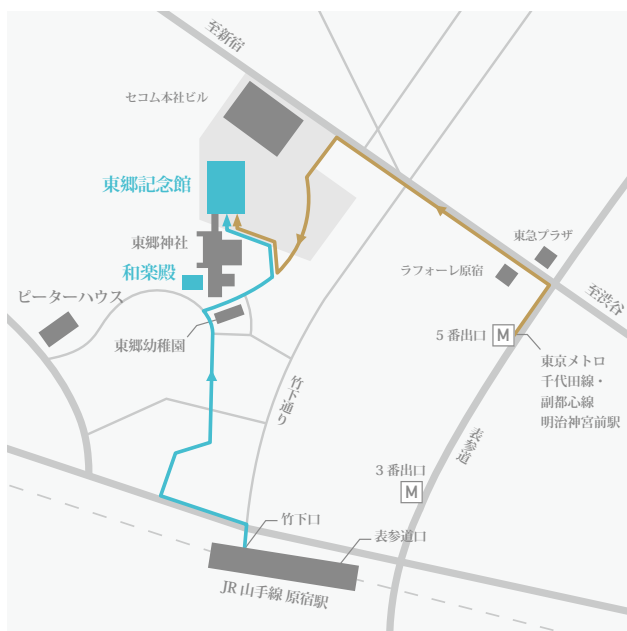 至新宿
セコム本社ビル
東郷記念館
東郷神社
和楽殿
ピーターハウス
東郷幼稚園
東急プラザ
ラフォーレ原宿
至渋谷
5番出口
M
東京メトロ
千代田線・
副都心線
明治神宮前駅
竹下通り
表参道
3番出口
M
竹下口
表参道口
JR 山手線 原宿駅